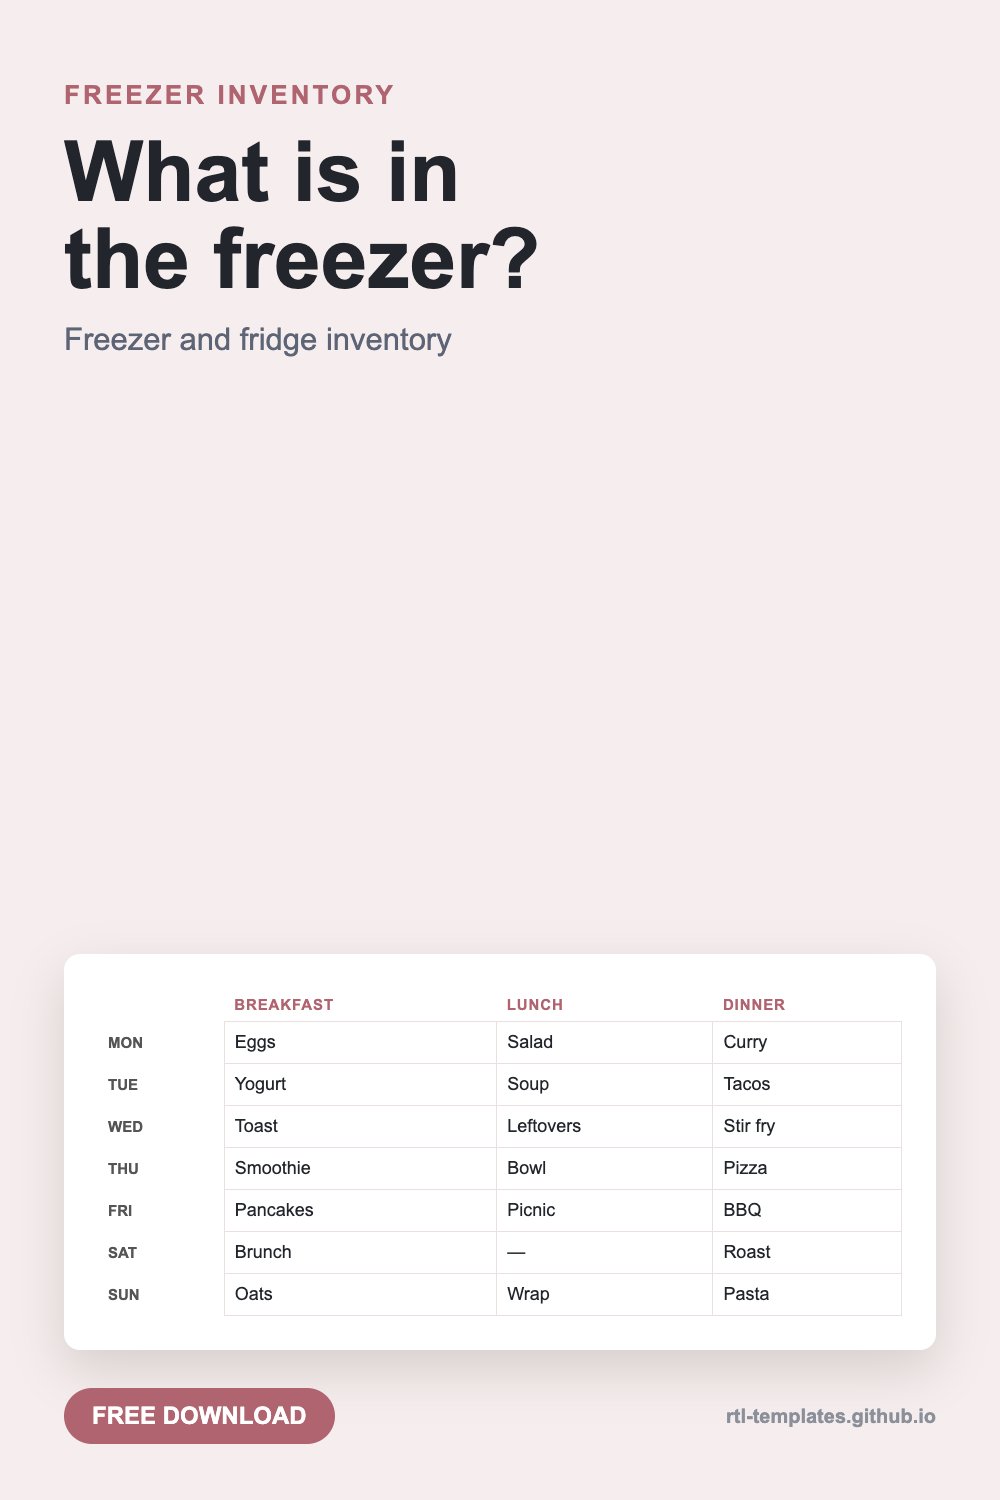 FREEZER INVENTORY
What is in
the freezer?
Freezer and fridge inventory
BREAKFAST LUNCH DINNER
MON Eggs Salad Curry
TUE Yogurt Soup Tacos
WED Toast Leftovers Stir fry
THU Smoothie Bowl Pizza
FRI Pancakes Picnic BBQ
SAT Brunch — Roast
SUN Oats Wrap Pasta
FREE DOWNLOAD rtl-templates.github.io